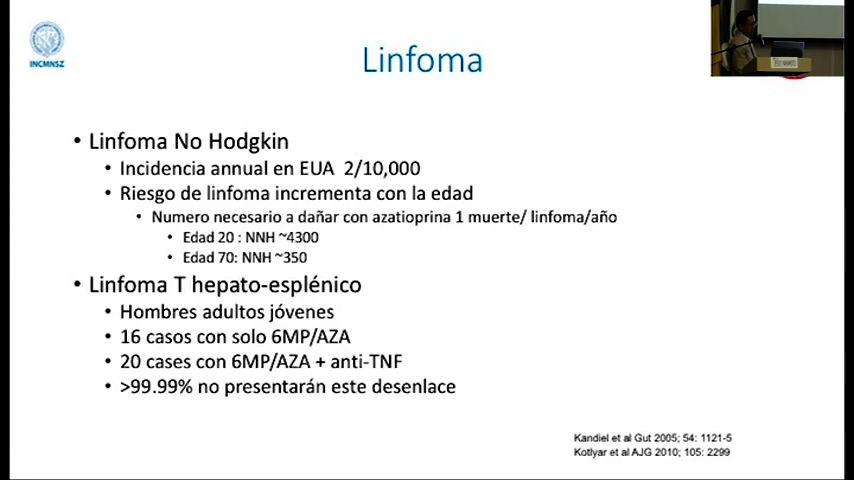 INCMNSZ
Linfoma
• Linfoma No Hodgkin
• Incidencia annual en EUA 2/10,000
• Riesgo de linfoma incrementa con la edad
• Numero necesario a dañar con azatioprina 1 muerte/ linfoma/año
• Edad 20 : NNH ~4300
• Edad 70: NNH ~350
• Linfoma T hepato-esplénico
• Hombres adultos jóvenes
• 16 casos con solo 6MP/AZA
• 20 cases con 6MP/AZA + anti-TNF
• >99.99% no presentarán este desenlace
Kandiel et al Gut 2005; 54: 1121-5
Kotlyar et al AJG 2010; 105: 2299